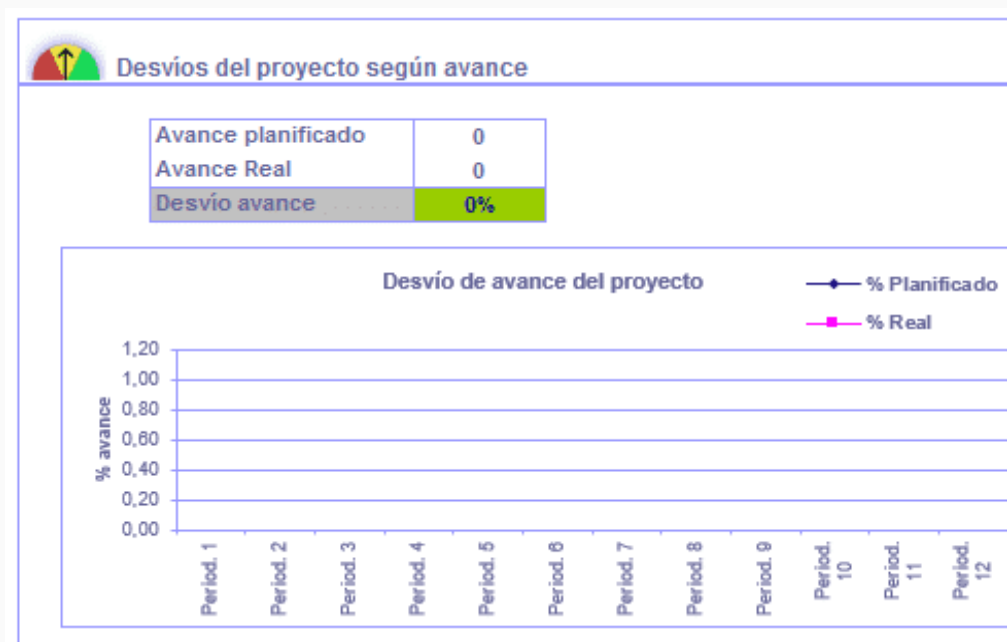 Desvíos del proyecto según avance
Avance planificado 0
Avance Real 0
Desvío avance 0%
Desvío de avance del proyecto
% Planificado
% Real
% avance
1,20
1,00
0,80
0,60
0,40
0,20
0,00
Period. 1
Period. 2
Period. 3
Period. 4
Period. 5
Period. 6
Period. 7
Period. 8
Period. 9
Period. 10
Period. 11
Period. 12